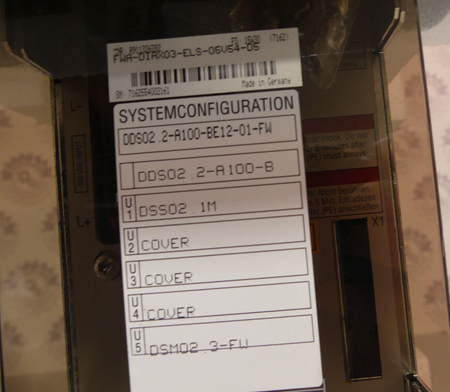 FWA-DIAX03-ELS-05V54-DS
Made in Germany
SYSTEMCONFIGURATION
DDS02.2-A100-BE12-01-FW
DDS02.2-A100-B
U1 DSS02.1M
U2 COVER
U3 COVER
U4 COVER
U5 DSM02.3-FW
L-
L+
X1